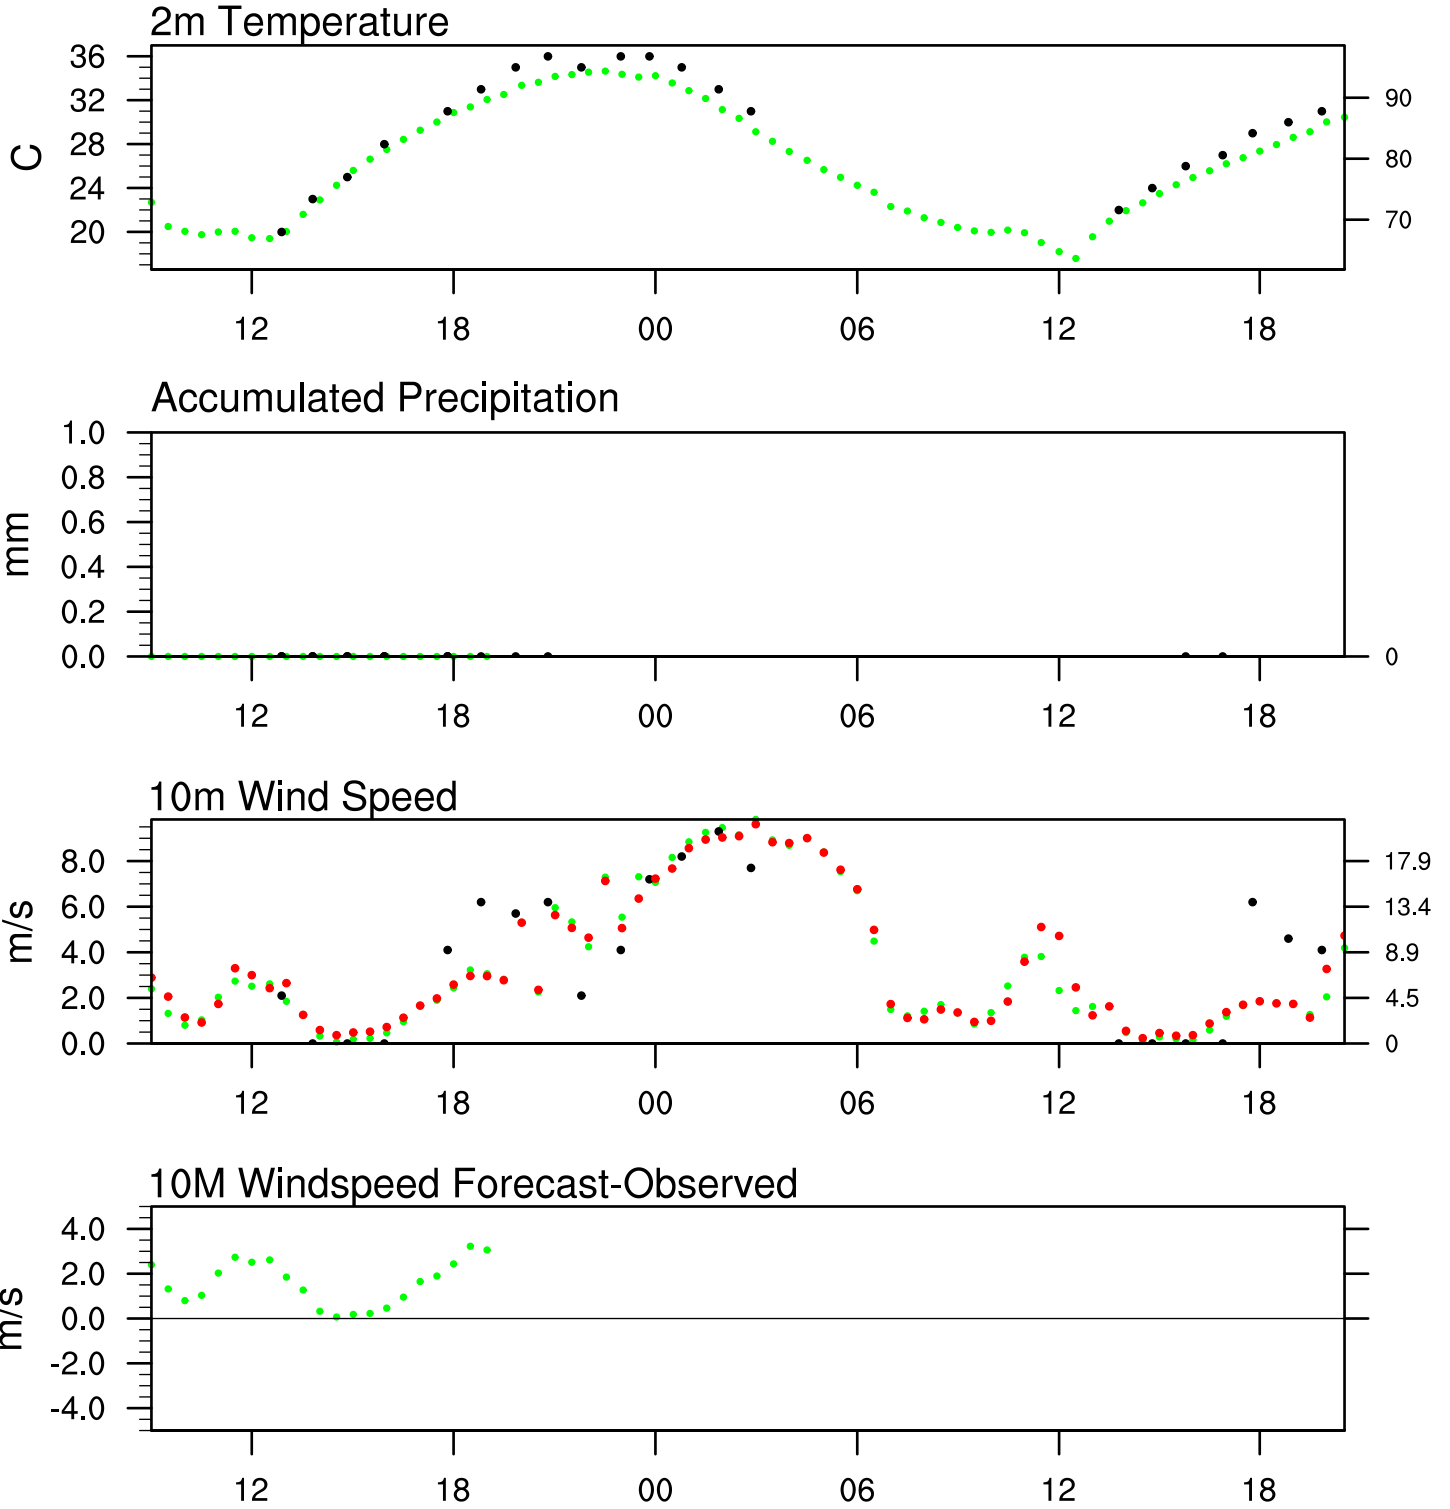 2m Temperature
36
32
28
24
20
C
90
80
70
12 18 00 06 12 18
Accumulated Precipitation
1.0
0.8
0.6
0.4
0.2
0.0
mm
0
12 18 00 06 12 18
10m Wind Speed
8.0
6.0
4.0
2.0
0.0
m/s
17.9
13.4
8.9
4.5
0
12 18 00 06 12 18
10M Windspeed Forecast-Observed
4.0
2.0
0.0
-2.0
-4.0
m/s
12 18 00 06 12 18